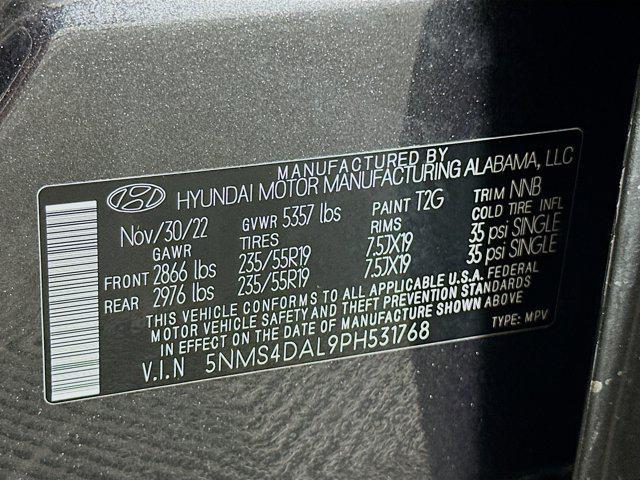 MANUFACTURED BY
HYUNDAI MOTOR MANUFACTURING ALABAMA, LLC
Nov/30/22 GVWR 5357 lbs PAINT T2G TRIM NNB
GAWR TIRES RIMS COLD TIRE INFL
FRONT 2866 lbs 235/55R19 7.5JX19 35 psi SINGLE
REAR 2976 lbs 235/55R19 7.5JX19 35 psi SINGLE
THIS VEHICLE CONFORMS TO ALL APPLICABLE U.S.A. FEDERAL
MOTOR VEHICLE SAFETY AND THEFT PREVENTION STANDARDS
IN EFFECT ON THE DATE OF MANUFACTURE SHOWN ABOVE
V.I.N 5NMS4DAL9PH531768 TYPE: MPV